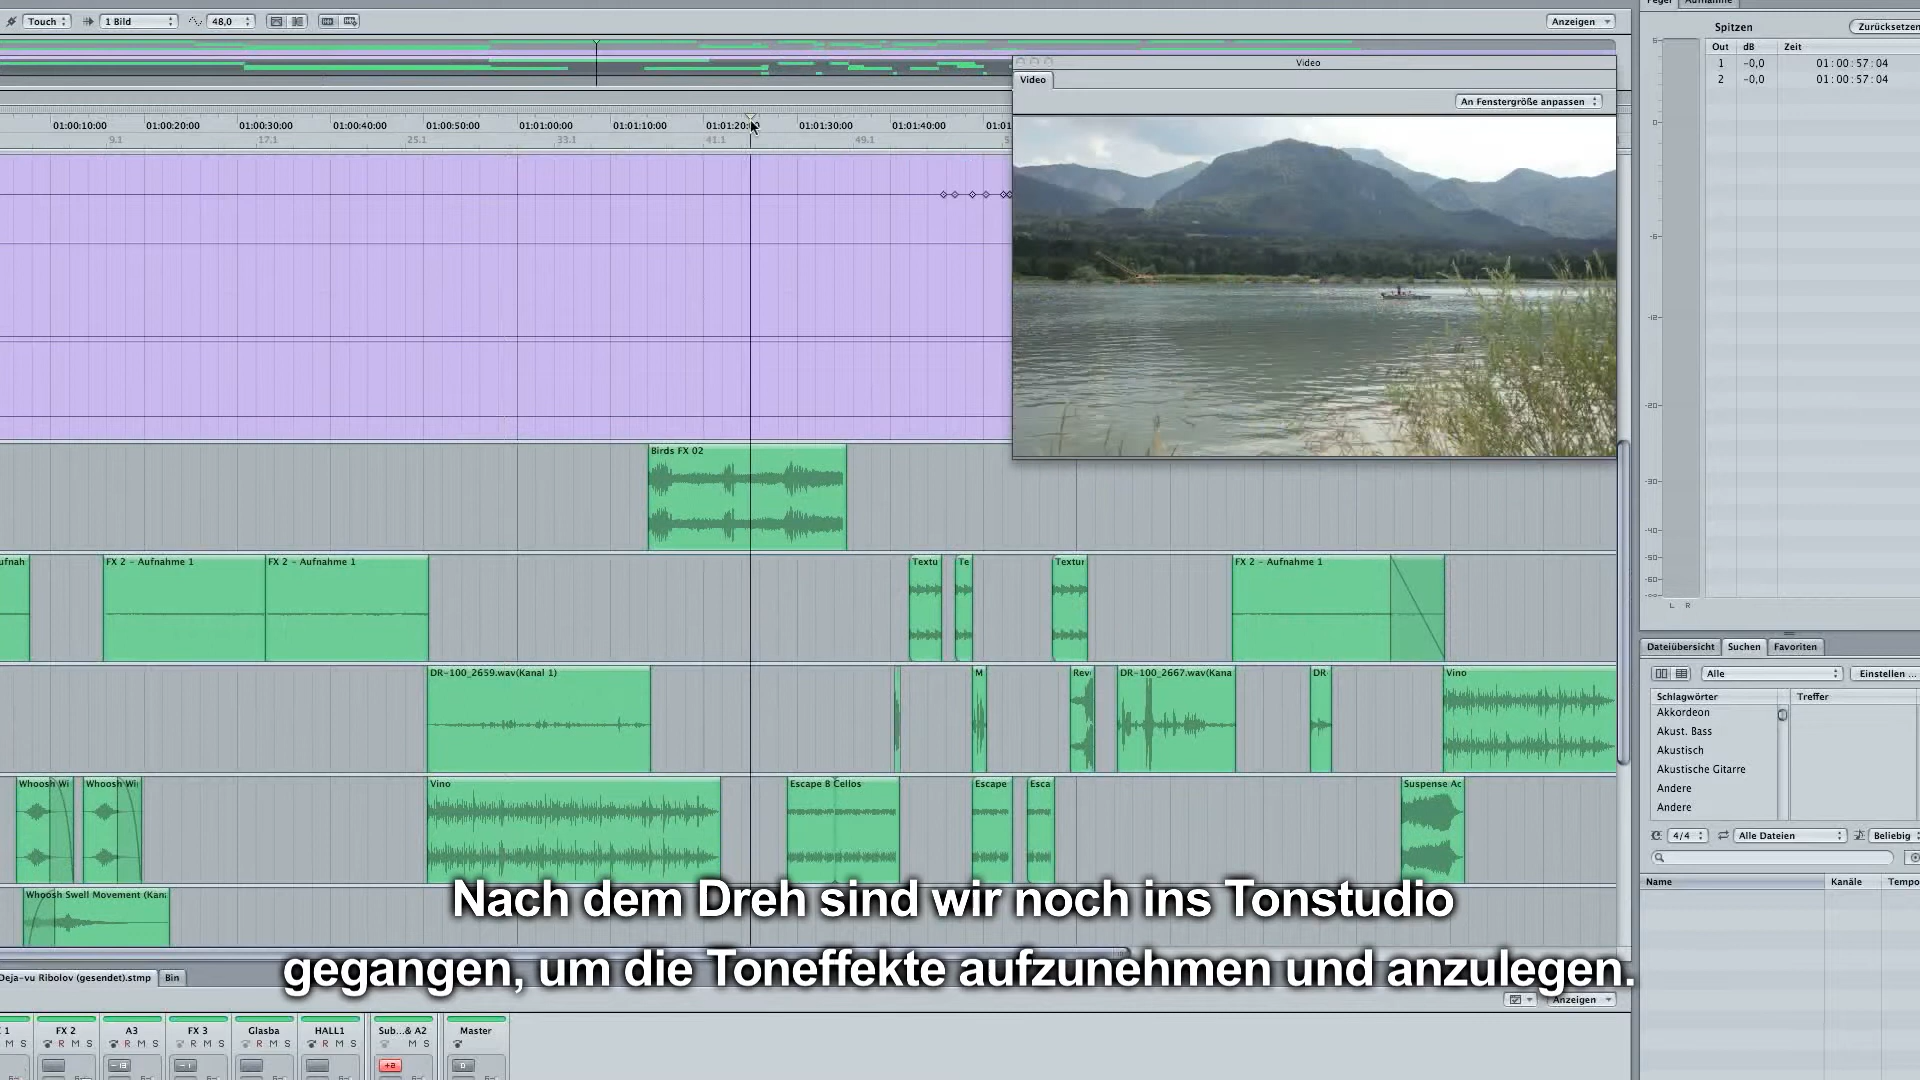 Touch
1 Bild
48,0
Anzeigen
Spitzen
Zurücksetzen
Out dB Zeit
1 -0,0 01:00:57:04
2 -0,0 01:00:57:04
Video
Video
An Fenstergröße anpassen
01:00:10:00 01:00:20:00 01:00:30:00 01:00:40:00 01:00:50:00 01:01:00:00 01:01:10:00 01:01:20:00 01:01:30:00 01:01:40:00 01:01
9.1 17.1 25.1 33.1 41.1 49.1
Birds FX 02
ufnah
FX 2 - Aufnahme 1
FX 2 - Aufnahme 1
Textu
Te
Textur
FX 2 - Aufnahme 1
DR-100_2659.wav(Kanal 1)
M
Rev
DR-100_2667.wav(Kana
DR
Vino
Whoosh Wi
Whoosh Wi
Vino
Escape B Cellos
Escape
Esca
Suspense Ac
Whoosh Swell Movement (Kana
Dateiübersicht Suchen Favoriten
Alle
Einstellen ...
Schlagwörter Treffer
Akkordeon
Akust. Bass
Akustisch
Akustische Gitarre
Andere
Andere
4/4
Alle Dateien
Beliebig
Name Kanäle Tempo
Nach dem Dreh sind wir noch ins Tonstudio
gegangen, um die Toneffekte aufzunehmen und anzulegen.
Deja-vu Ribolov (gesendet).stmp
Bin
Anzeigen
1 FX 2 A3 FX 3 Glasba HALL1 Sub...& A2 Master
M S R M S R M S R M S R M S R M S M S